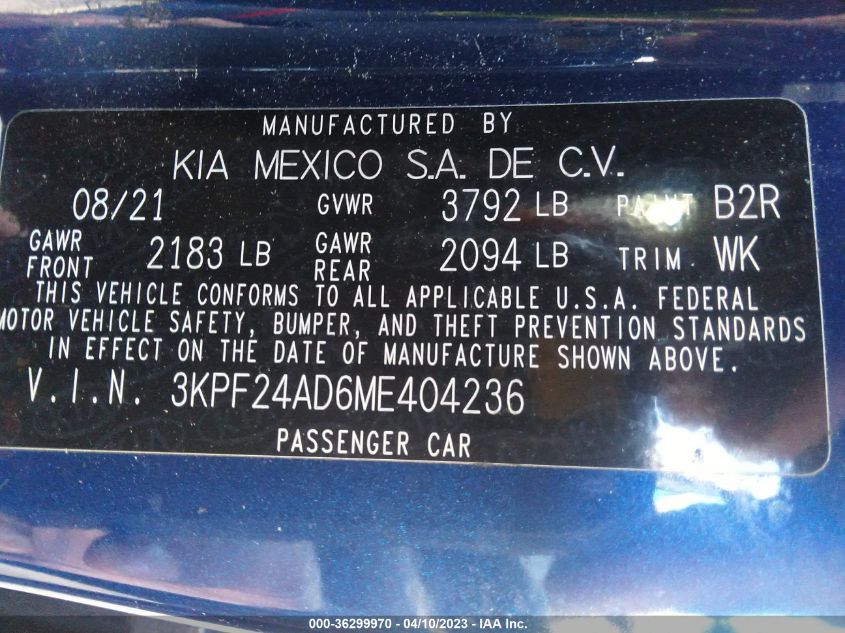 MANUFACTURED BY
KIA MEXICO S.A. DE C.V.
08/21 GVWR 3792 LB PAINT B2R
GAWR FRONT 2183 LB GAWR REAR 2094 LB TRIM. WK
THIS VEHICLE CONFORMS TO ALL APPLICABLE U.S.A. FEDERAL
MOTOR VEHICLE SAFETY, BUMPER, AND THEFT PREVENTION STANDARDS
IN EFFECT ON THE DATE OF MANUFACTURE SHOWN ABOVE.
V.I.N. 3KPF24AD6ME404236
PASSENGER CAR
000-36299970 - 04/10/2023 - IAA Inc.